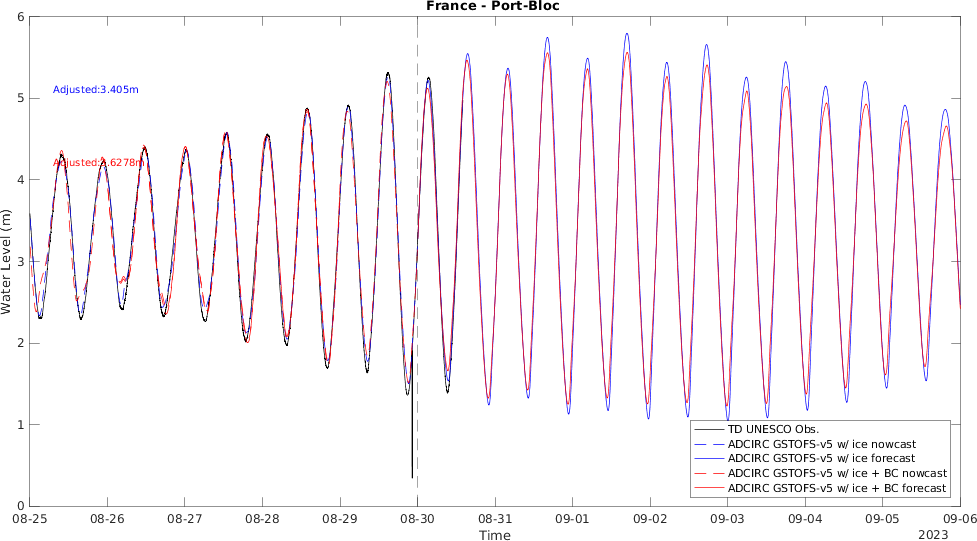 France - Port-Bloc
Water Level (m)
6
5
4
3
2
1
0
Adjusted:3.405m
Adjusted: .6278m
TD UNESCO Obs.
ADCIRC GSTOFS-v5 w/ ice nowcast
ADCIRC GSTOFS-v5 w/ ice forecast
ADCIRC GSTOFS-v5 w/ ice + BC nowcast
ADCIRC GSTOFS-v5 w/ ice + BC forecast
08-25 08-26 08-27 08-28 08-29 08-30 08-31 09-01 09-02 09-03 09-04 09-05 09-06
Time
2023